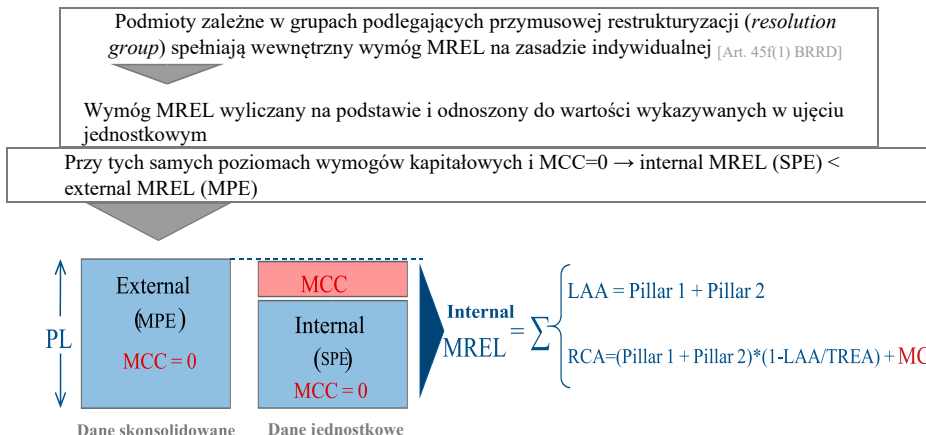 Podmioty zależne w grupach podlegających przymusowej restrukturyzacji (resolution
group) spełniają wewnętrzny wymóg MREL na zasadzie indywidualnej [Art. 45f(1) BRRD]
Wymóg MREL wyliczany na podstawie i odnoszony do wartości wykazywanych w ujęciu
jednostkowym
Przy tych samych poziomach wymogów kapitałowych i MCC=0 → internal MREL (SPE) <
external MREL (MPE)
PL
External
(MPE)
MCC = 0
Dane skonsolidowane
MCC
Internal
(SPE)
MCC = 0
Dane jednostkowe
Internal
MREL = ∑
LAA = Pillar 1 + Pillar 2
RCA=(Pillar 1 + Pillar 2)*(1-LAA/TREA) + MC